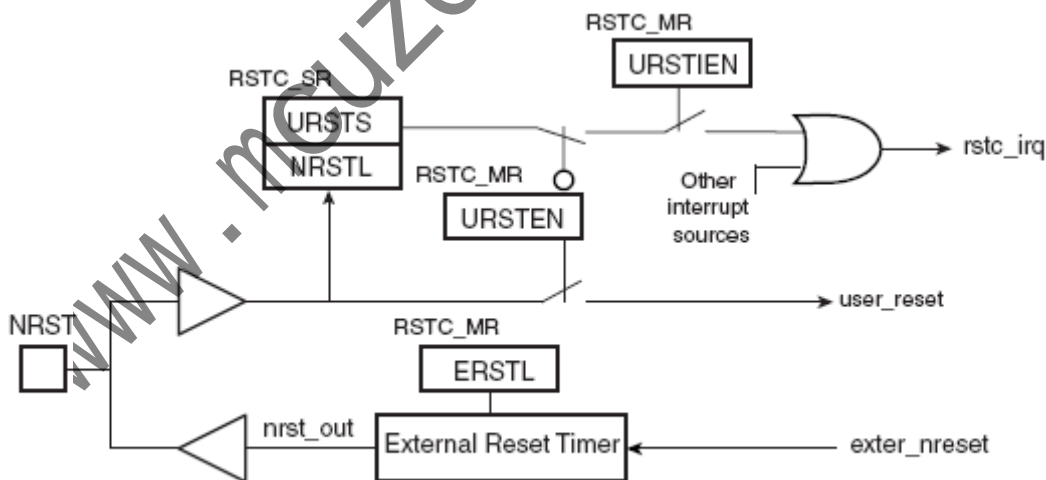 RSTC_MR
URSTIEN
RSTC_SR
URSTS
NRSTL
RSTC_MR
URSTEN
Other
interrupt
sources
rstc_irq
user_reset
NRST
RSTC_MR
ERSTL
nrst_out
External Reset Timer
exter_nreset